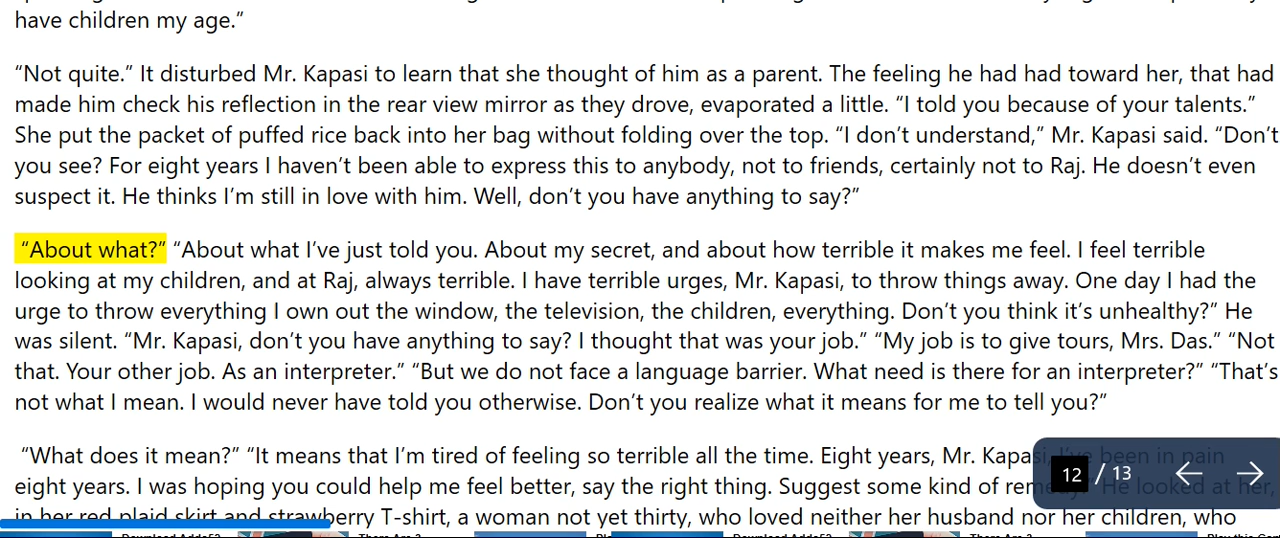 have children my age.”
“Not quite.” It disturbed Mr. Kapasi to learn that she thought of him as a parent. The feeling he had had toward her, that had
made him check his reflection in the rear view mirror as they drove, evaporated a little. “I told you because of your talents.”
She put the packet of puffed rice back into her bag without folding over the top. “I don’t understand,” Mr. Kapasi said. “Don’t
you see? For eight years I haven’t been able to express this to anybody, not to friends, certainly not to Raj. He doesn’t even
suspect it. He thinks I’m still in love with him. Well, don’t you have anything to say?”
“About what?” “About what I’ve just told you. About my secret, and about how terrible it makes me feel. I feel terrible
looking at my children, and at Raj, always terrible. I have terrible urges, Mr. Kapasi, to throw things away. One day I had the
urge to throw everything I own out the window, the television, the children, everything. Don’t you think it’s unhealthy?” He
was silent. “Mr. Kapasi, don’t you have anything to say? I thought that was your job.” “My job is to give tours, Mrs. Das.” “Not
that. Your other job. As an interpreter.” “But we do not face a language barrier. What need is there for an interpreter?” “That’s
not what I mean. I would never have told you otherwise. Don’t you realize what it means for me to tell you?”
“What does it mean?” “It means that I’m tired of feeling so terrible all the time. Eight years, Mr. Kapasi, I’ve been in pain
eight years. I was hoping you could help me feel better, say the right thing. Suggest some kind of remedy.” He looked at her,
in her red plaid skirt and strawberry T-shirt, a woman not yet thirty, who loved neither her husband nor her children, who
12 / 13